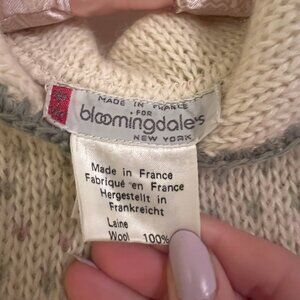 MADE IN FRANCE
FOR
bloomingdale's
NEW YORK
Made in France
Fabriqué en France
Hergestellt in
Frankreicht
Laine
Wool 100%